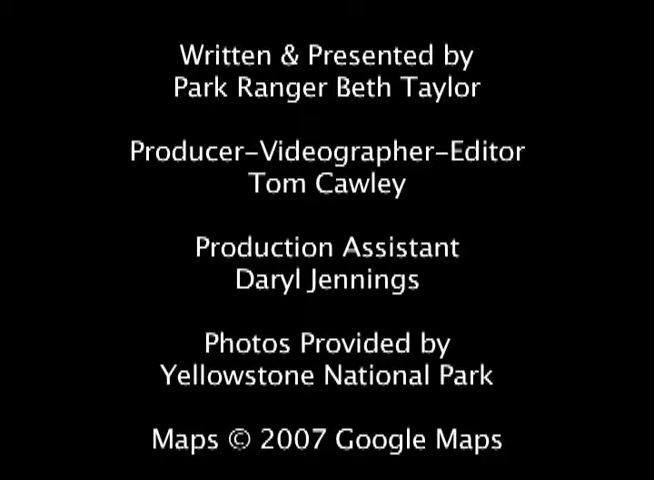 Written & Presented by
Park Ranger Beth Taylor
Producer-Videographer-Editor
Tom Cawley
Production Assistant
Daryl Jennings
Photos Provided by
Yellowstone National Park
Maps © 2007 Google Maps